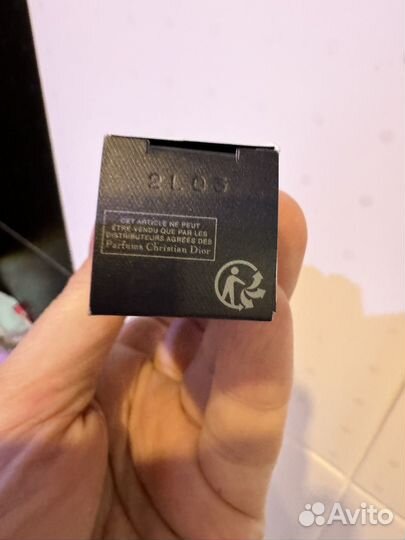 2L03
CET ARTICLE NE PEUT
ÊTRE VENDU QUE PAR LES
DISTRIBUTEURS AGRÉÉS DES
Parfums Christian Dior
Avito